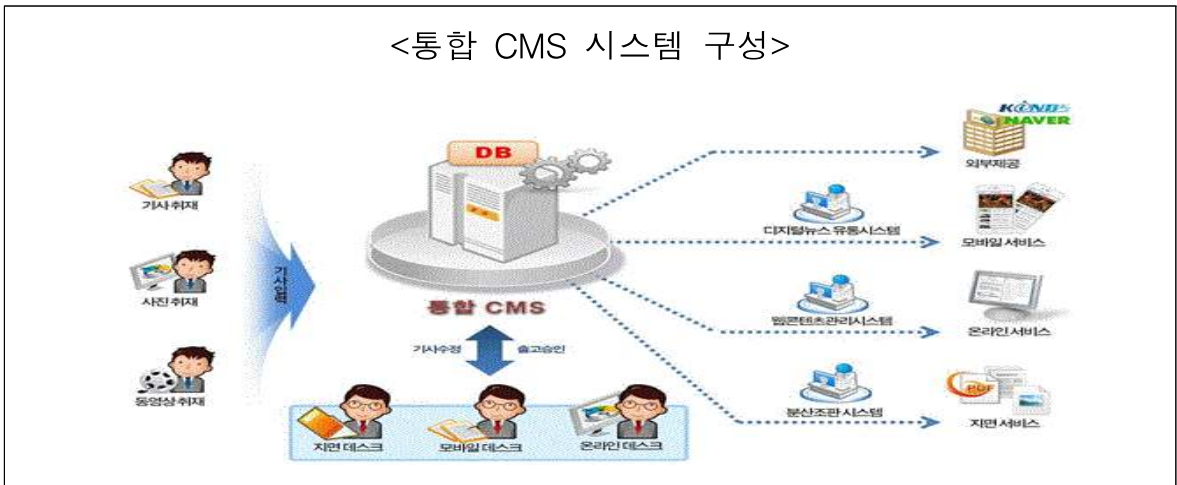 <통합 CMS 시스템 구성>
KINDS
NAVER
DB
외부제공
기사 취재
디지털뉴스 유통시스템
모바일 서비스
기사입력
사진 취재
통합 CMS
웹콘텐츠관리시스템
온라인 서비스
기사수정
출고승인
동영상 취재
분산조판 시스템
PDF
지면 서비스
지면 데스크
모바일 데스크
온라인 데스크